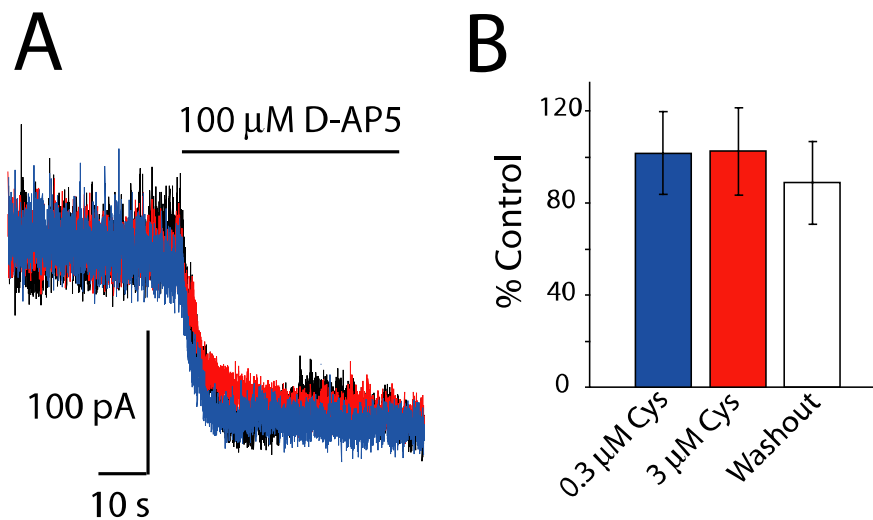 A
100 μM D-AP5
100 pA
10 s
B
% Control
120
80
40
0
0.3 μM Cys
3 μM Cys
Washout